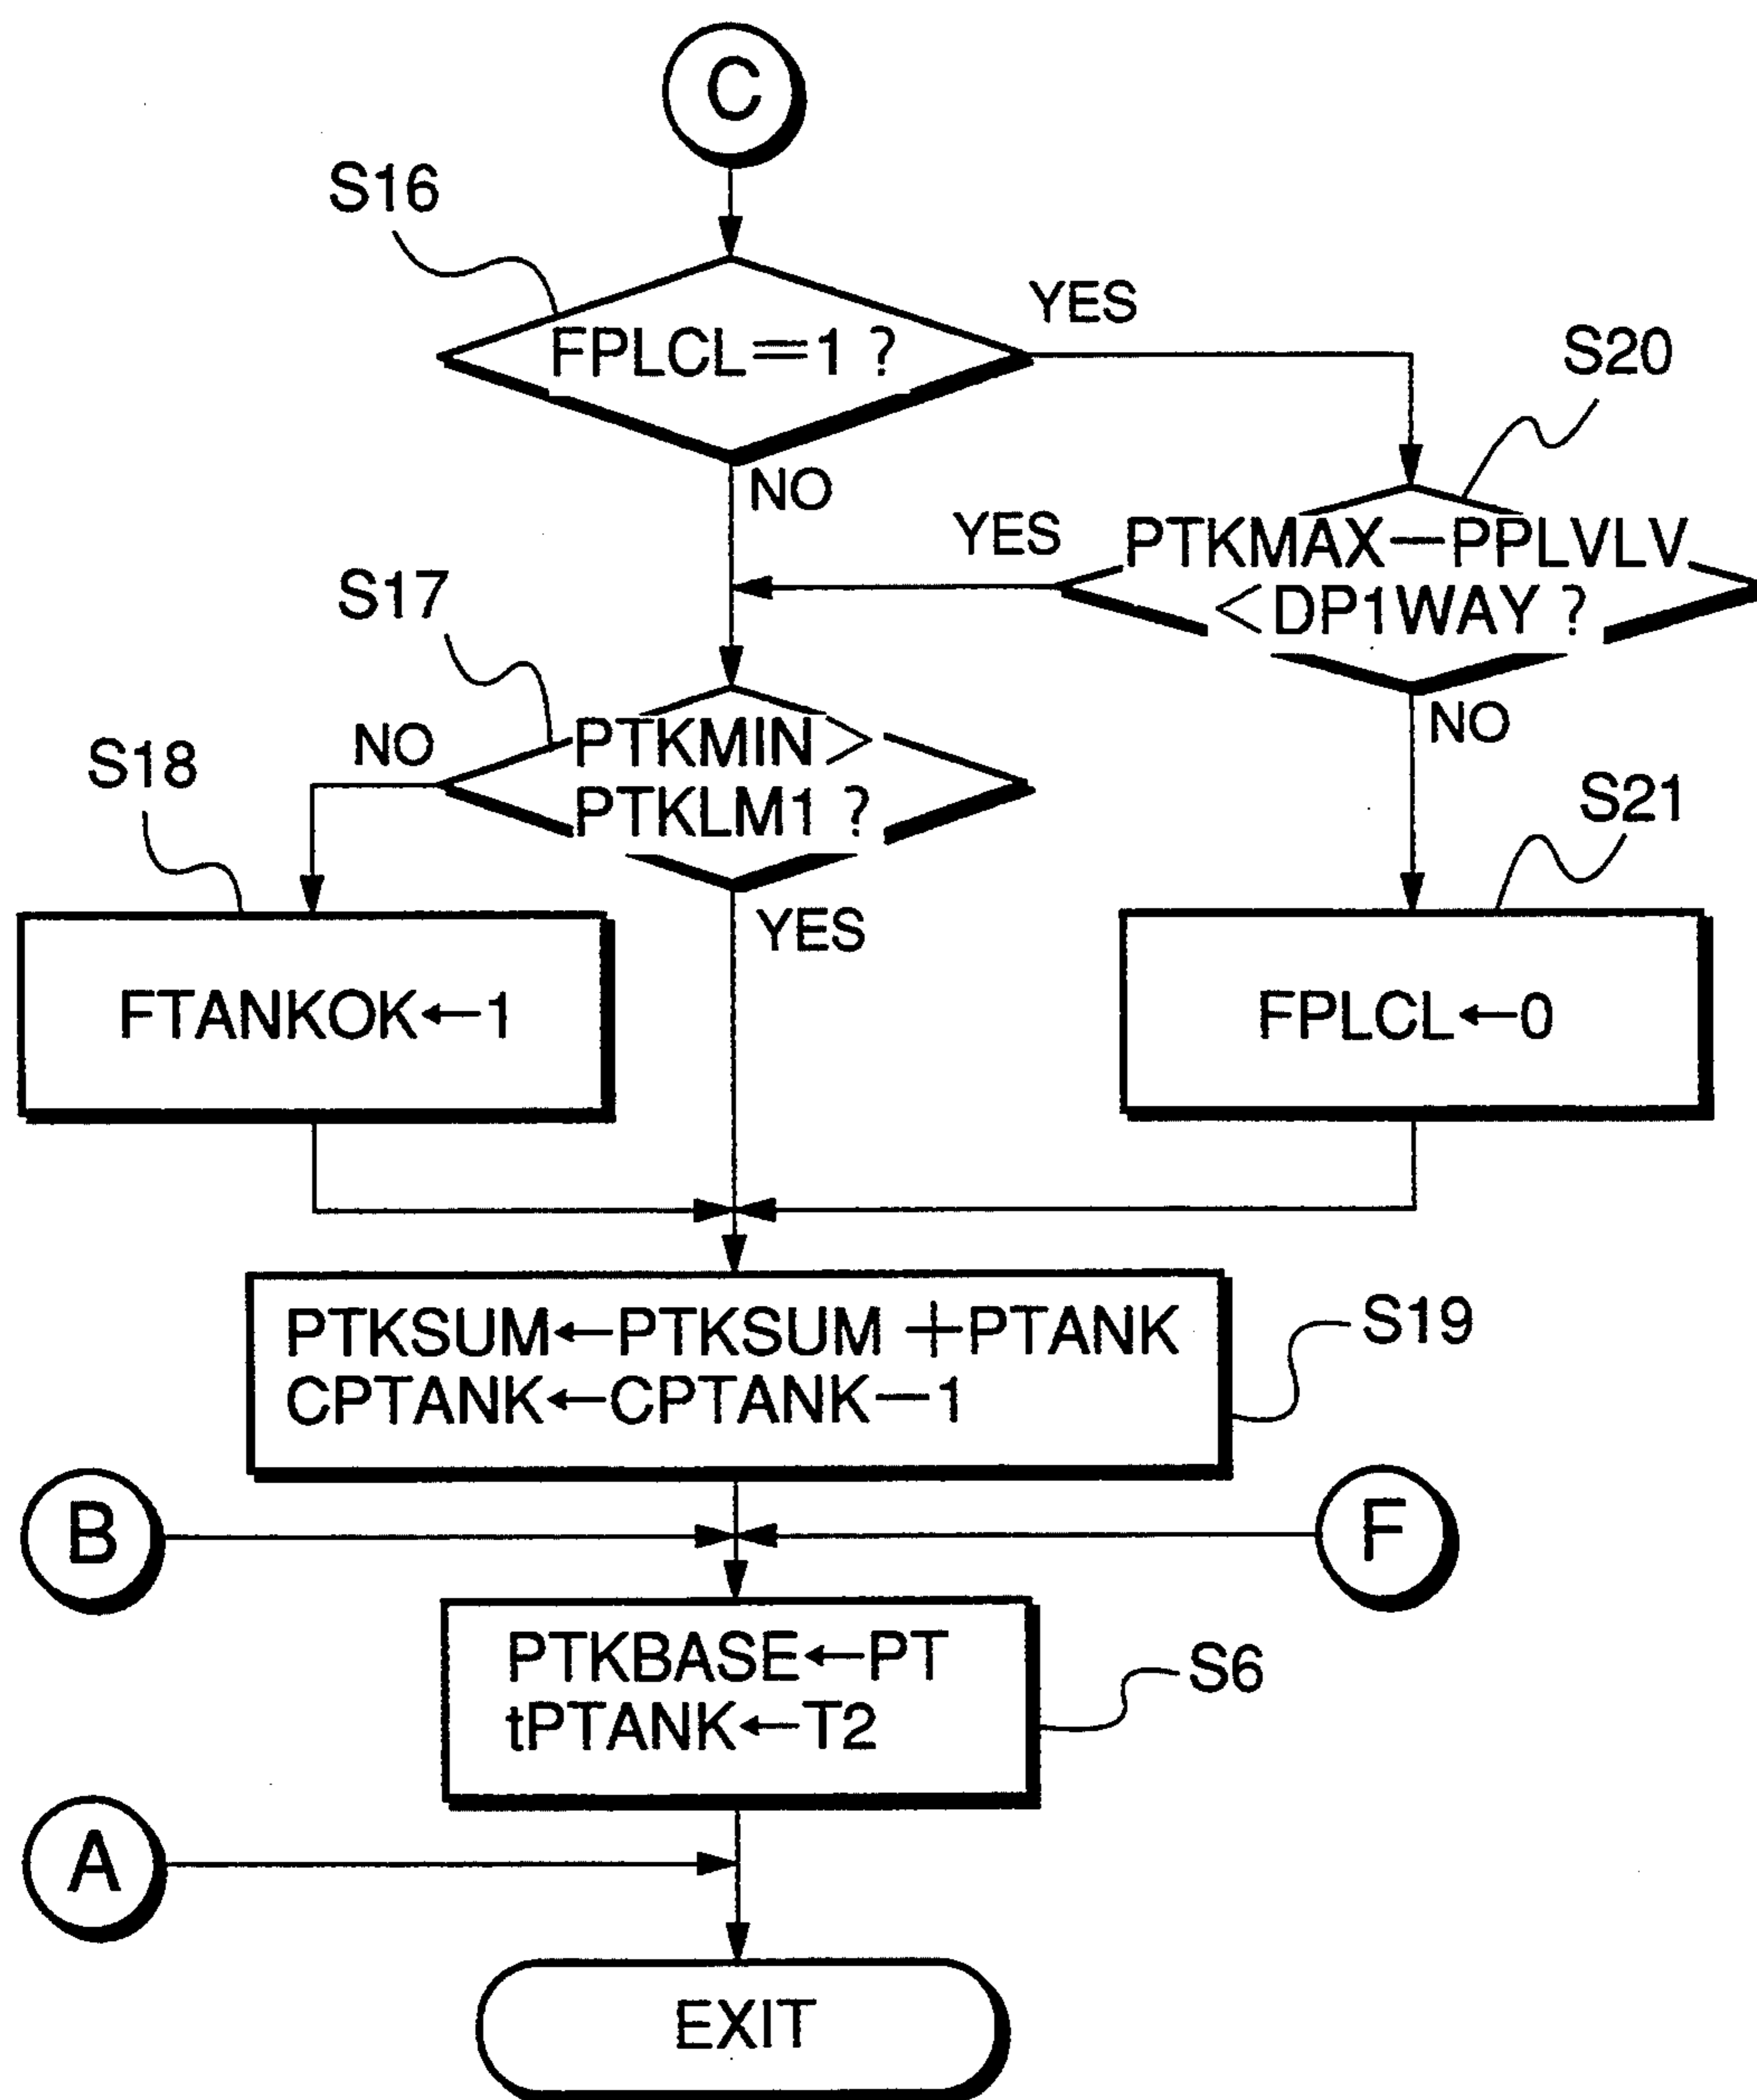 C
S16
FPLCL=1 ?
YES
S20
NO
YES
PTKMAX-PPLVLV
<DP1WAY ?
S17
NO
PTKMIN>
PTKLM1 ?
NO
S18
S21
YES
FTANKOK←1
FPLCL←0
PTKSUM←PTKSUM +PTANK
CPTANK←CPTANK-1
S19
B
F
PTKBASE←PT
tPTANK←T2
S6
A
EXIT